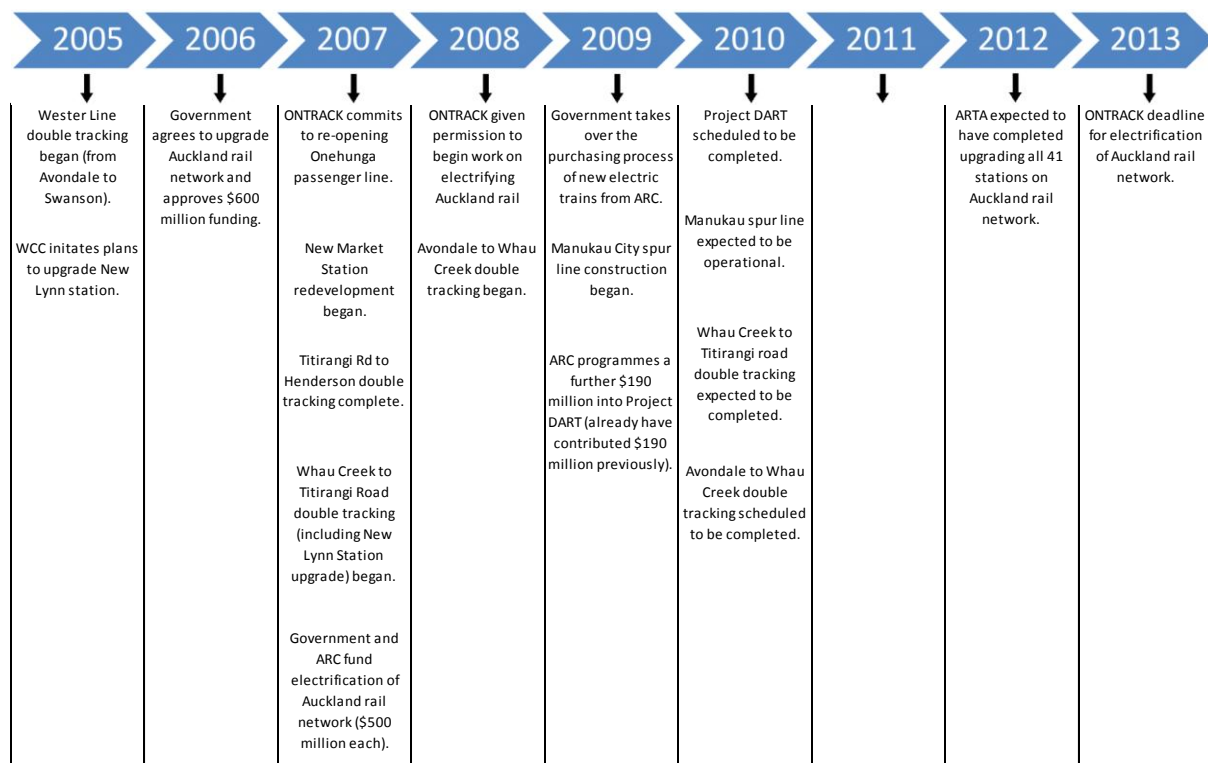 2005
2006
2007
2008
2009
2010
2011
2012
2013
Wester Line
double tracking
began (from
Avondale to
Swanson).
WCC initates plans
to upgrade New
Lynn station.
Government
agrees to upgrade
Auckland rail
network and
approves $600
million funding.
ONTRACK commits
to re-opening
Onehunga
passenger line.
New Market
Station
redevelopment
began.
Titirangi Rd to
Henderson double
tracking complete.
Whau Creek to
Titirangi Road
double tracking
(including New
Lynn Station
upgrade) began.
Government and
ARC fund
electrification of
Auckland rail
network ($500
million each).
ONTRACK given
permission to
begin work on
electrifying
Auckland rail
Avondale to Whau
Creek double
tracking began.
Government takes
over the
purchasing process
of new electric
trains from ARC.
Manukau City spur
line construction
began.
ARC programmes a
further $190
million into Project
DART (already have
contributed $190
million previously).
Project DART
scheduled to be
completed.
Manukau spur line
expected to be
operational.
Whau Creek to
Titirangi road
double tracking
expected to be
completed.
Avondale to Whau
Creek double
tracking scheduled
to be completed.
ARTA expected to
have completed
upgrading all 41
stations on
Auckland rail
network.
ONTRACK deadline
for electrification
of Auckland rail
network.